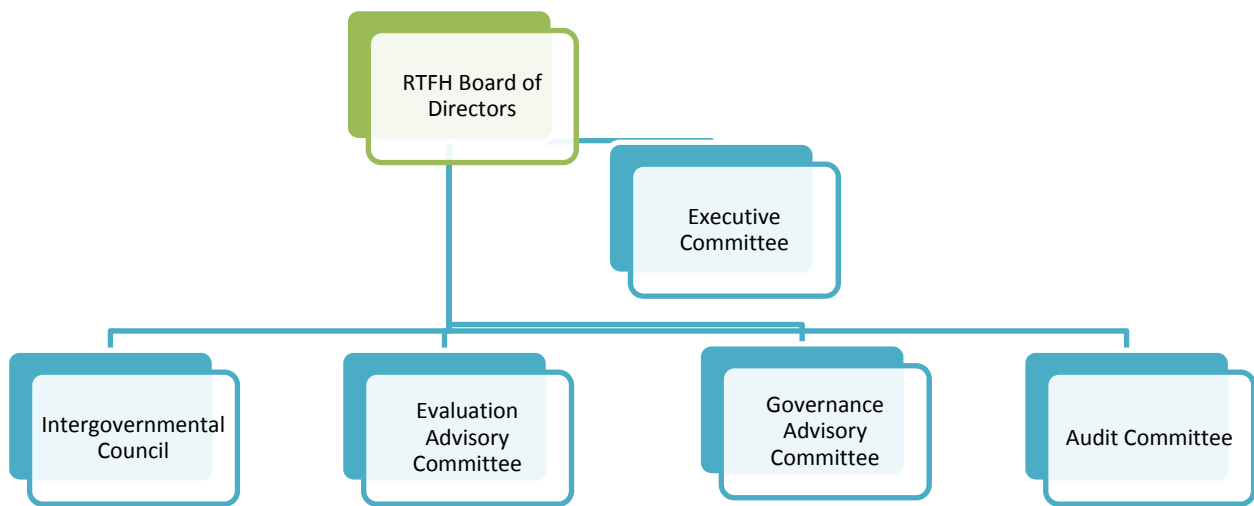 RTFH Board of
Directors
Executive
Committee
Intergovernmental
Council
Evaluation
Advisory
Committee
Governance
Advisory
Committee
Audit Committee